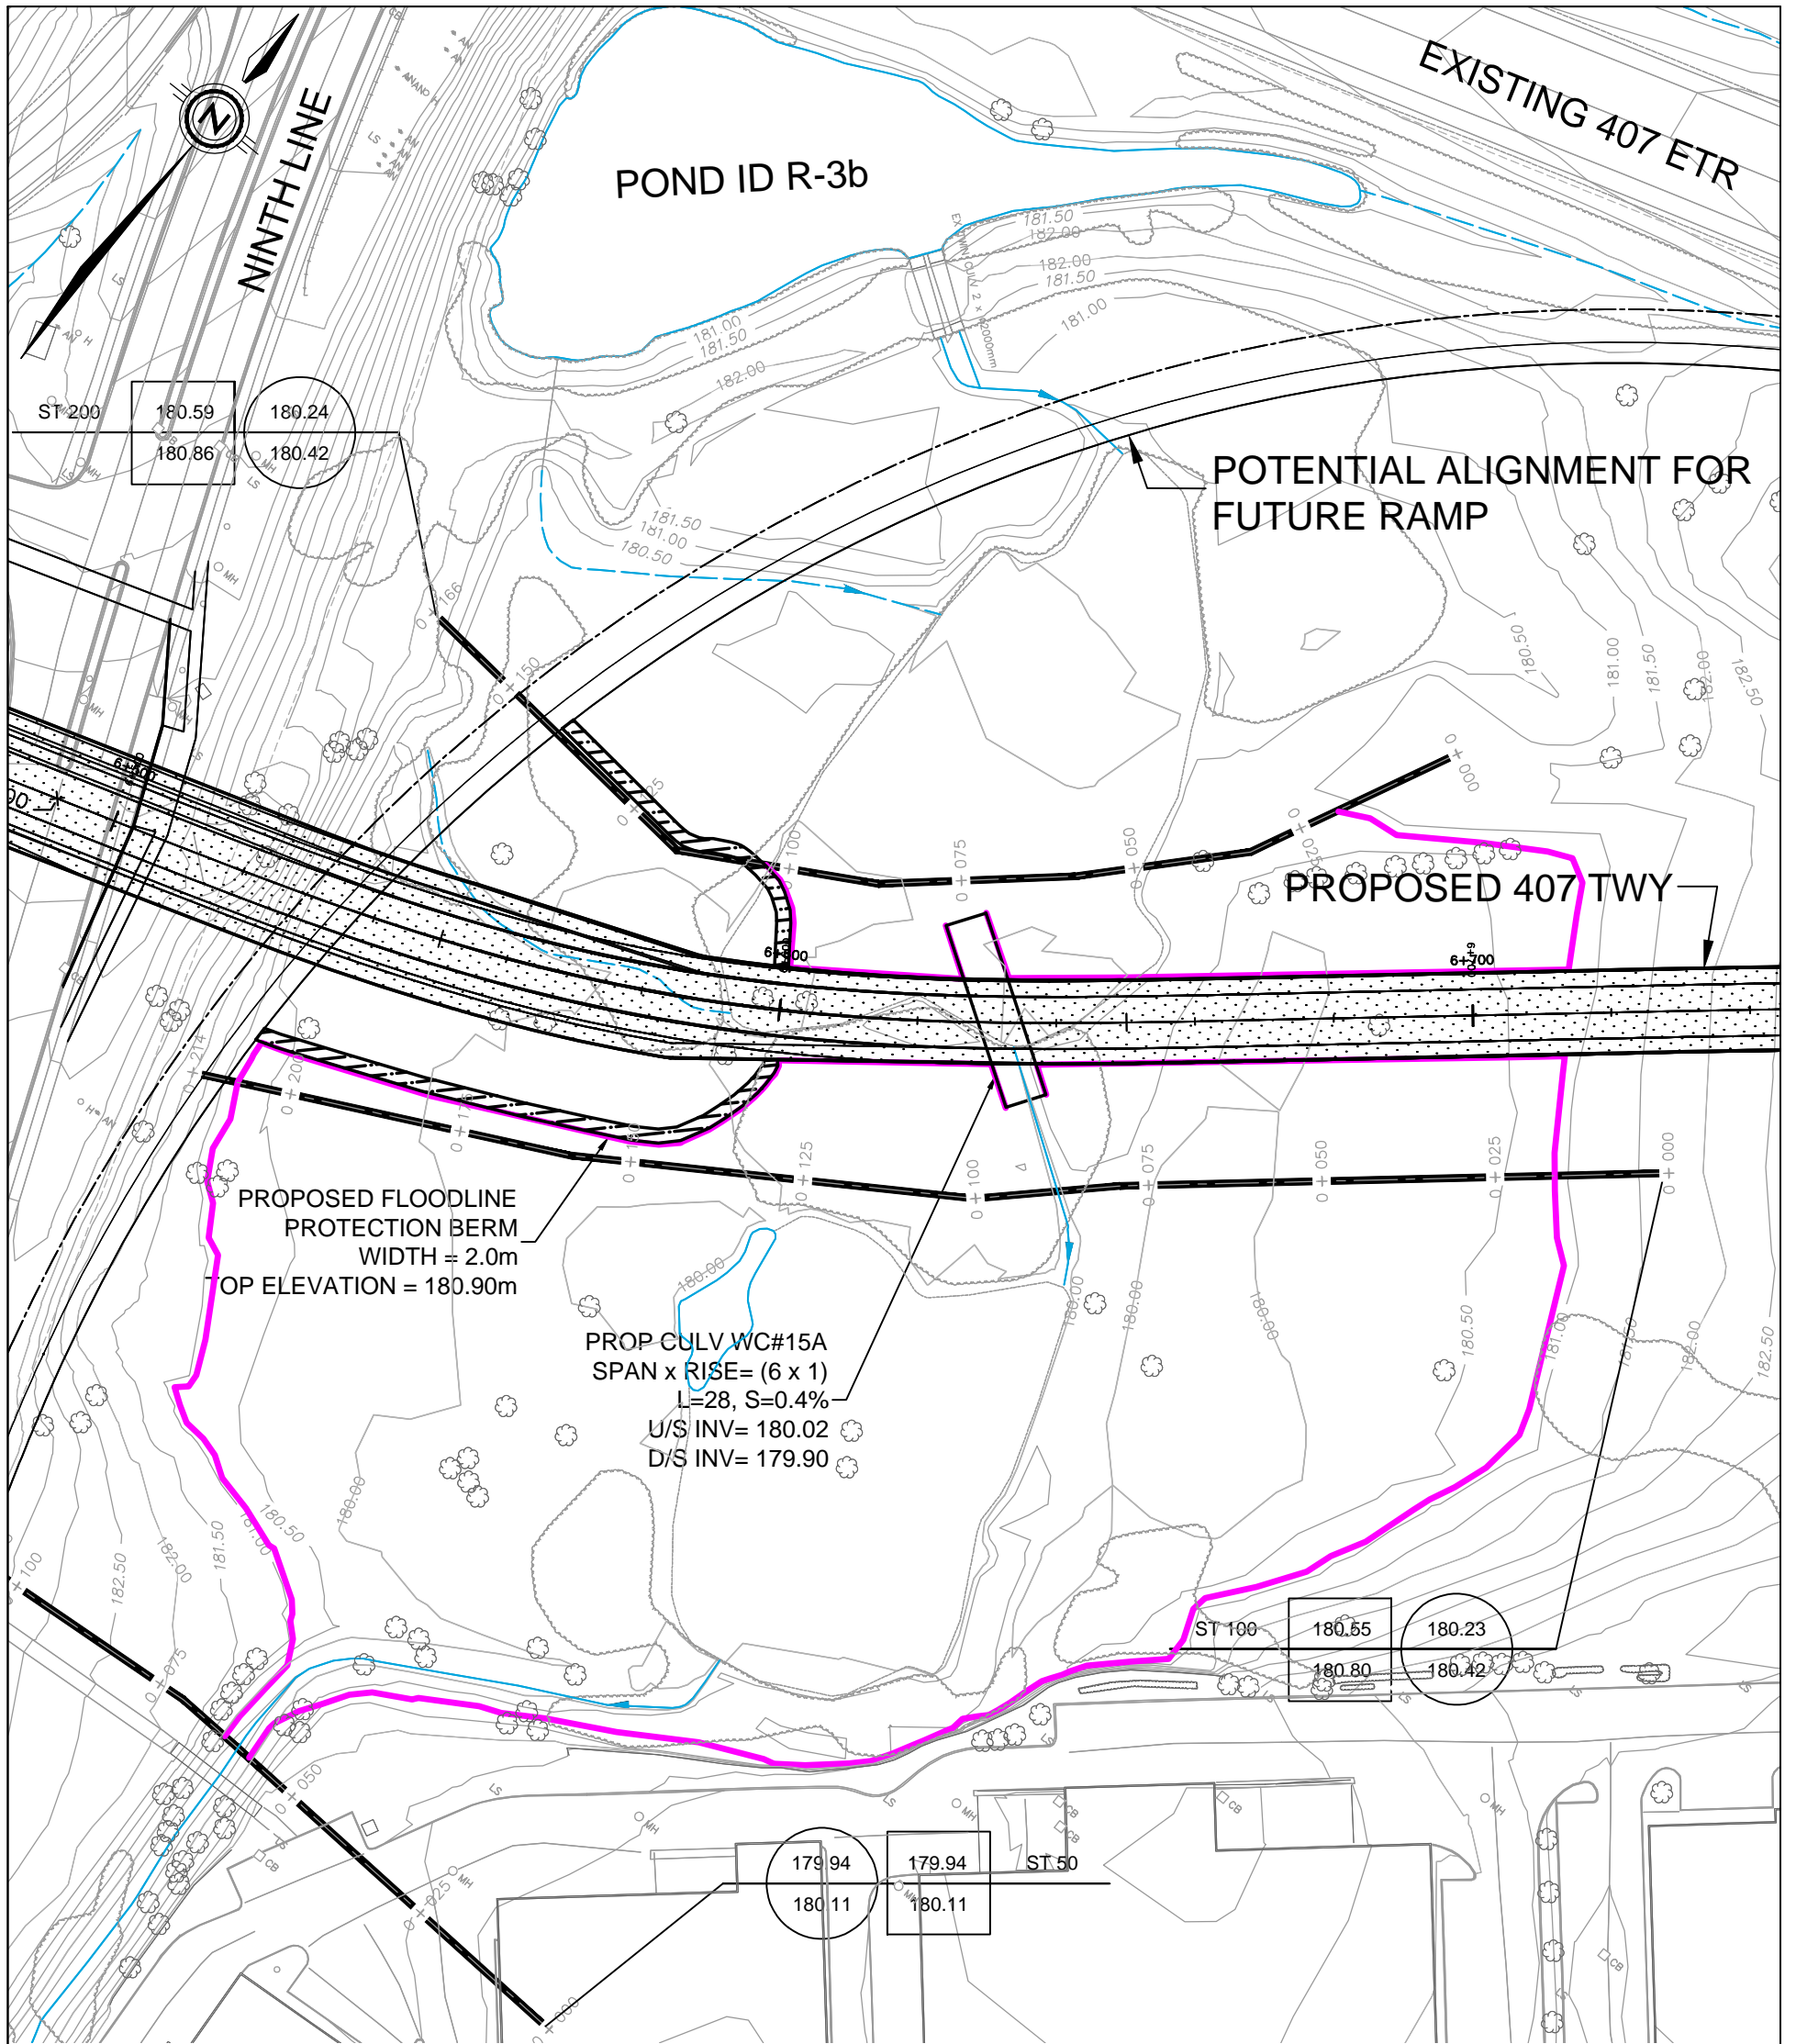 N
NINTH LINE
POND ID R-3b
EXISTING 407 ETR
181.50
182.00
182.00
181.50
181.00
181.00
181.50
182.00
ST 200
180.59
180.24
180.86
180.42
POTENTIAL ALIGNMENT FOR
FUTURE RAMP
181.50
181.00
180.50
0 + 166
0 + 150
180.50
181.00
181.50
182.00
182.50
0 + 100
0 + 075
0 + 050
0 + 025
0 + 000
PROPOSED 407 TWY
6+700
0 + 214
0 + 200
0 + 125
0 + 100
0 + 075
0 + 050
0 + 025
0 + 000
PROPOSED FLOODLINE
PROTECTION BERM
WIDTH = 2.0m
TOP ELEVATION = 180.90m
180.00
180.00
180.00
180.00
180.50
181.00
182.00
182.50
PROP CULV WC#15A
SPAN x RISE= (6 x 1)
L=28, S=0.4%
U/S INV= 180.02
D/S INV= 179.90
180.00
180.50
181.50
182.00
182.50
0 + 075
0 + 050
0 + 025
ST 100
180.55
180.23
180.80
180.42
179.94
179.94
ST 50
180.11
180.11